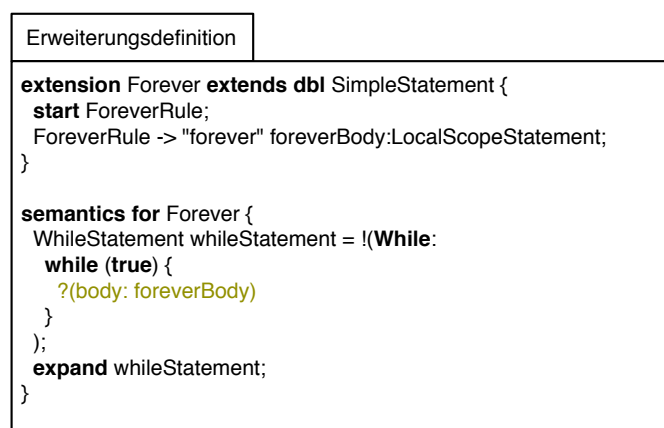 Erweiterungsdefinition
extension Forever extends dbl SimpleStatement {
start ForeverRule;
ForeverRule -> "forever" foreverBody:LocalScopeStatement;
}
semantics for Forever {
WhileStatement whileStatement = !(While:
while (true) {
?(body: foreverBody)
}
);
expand whileStatement;
}